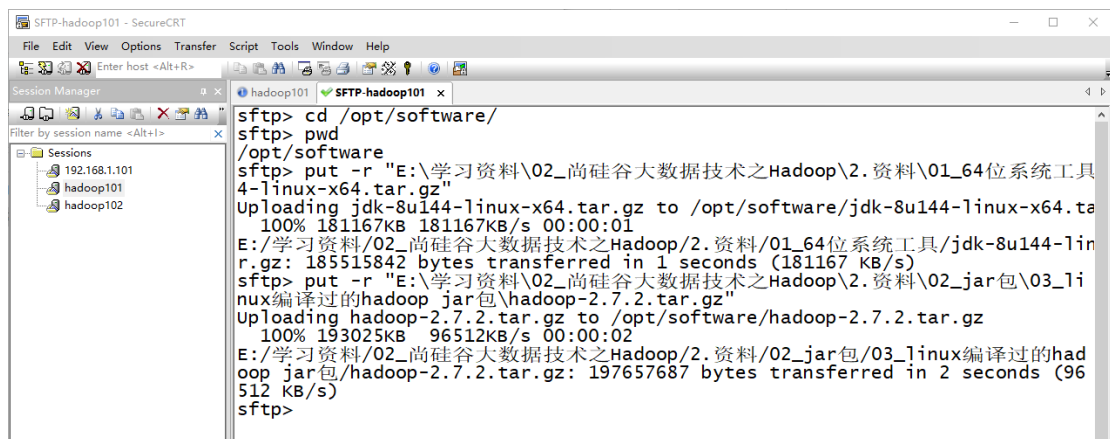 SFTP-hadoop101 - SecureCRT
File Edit View Options Transfer Script Tools Window Help
Enter host <Alt+R>
Session Manager
hadoop101 SFTP-hadoop101
Filter by session name <Alt+I>
Sessions
192.168.1.101
hadoop101
hadoop102
sftp> cd /opt/software/
sftp> pwd
/opt/software
sftp> put -r "E:\学习资料\02_尚硅谷大数据技术之Hadoop\2.资料\01_64位系统工具
4-linux-x64.tar.gz"
Uploading jdk-8u144-linux-x64.tar.gz to /opt/software/jdk-8u144-linux-x64.ta
100% 181167KB 181167KB/s 00:00:01
E:/学习资料/02_尚硅谷大数据技术之Hadoop/2.资料/01_64位系统工具/jdk-8u144-lin
r.gz: 185515842 bytes transferred in 1 seconds (181167 KB/s)
sftp> put -r "E:\学习资料\02_尚硅谷大数据技术之Hadoop\2.资料\02_jar包\03_li
nux编译过的hadoop jar包\hadoop-2.7.2.tar.gz"
Uploading hadoop-2.7.2.tar.gz to /opt/software/hadoop-2.7.2.tar.gz
100% 193025KB 96512KB/s 00:00:02
E:/学习资料/02_尚硅谷大数据技术之Hadoop/2.资料/02_jar包/03_linux编译过的had
oop jar包/hadoop-2.7.2.tar.gz: 197657687 bytes transferred in 2 seconds (96
512 KB/s)
sftp>